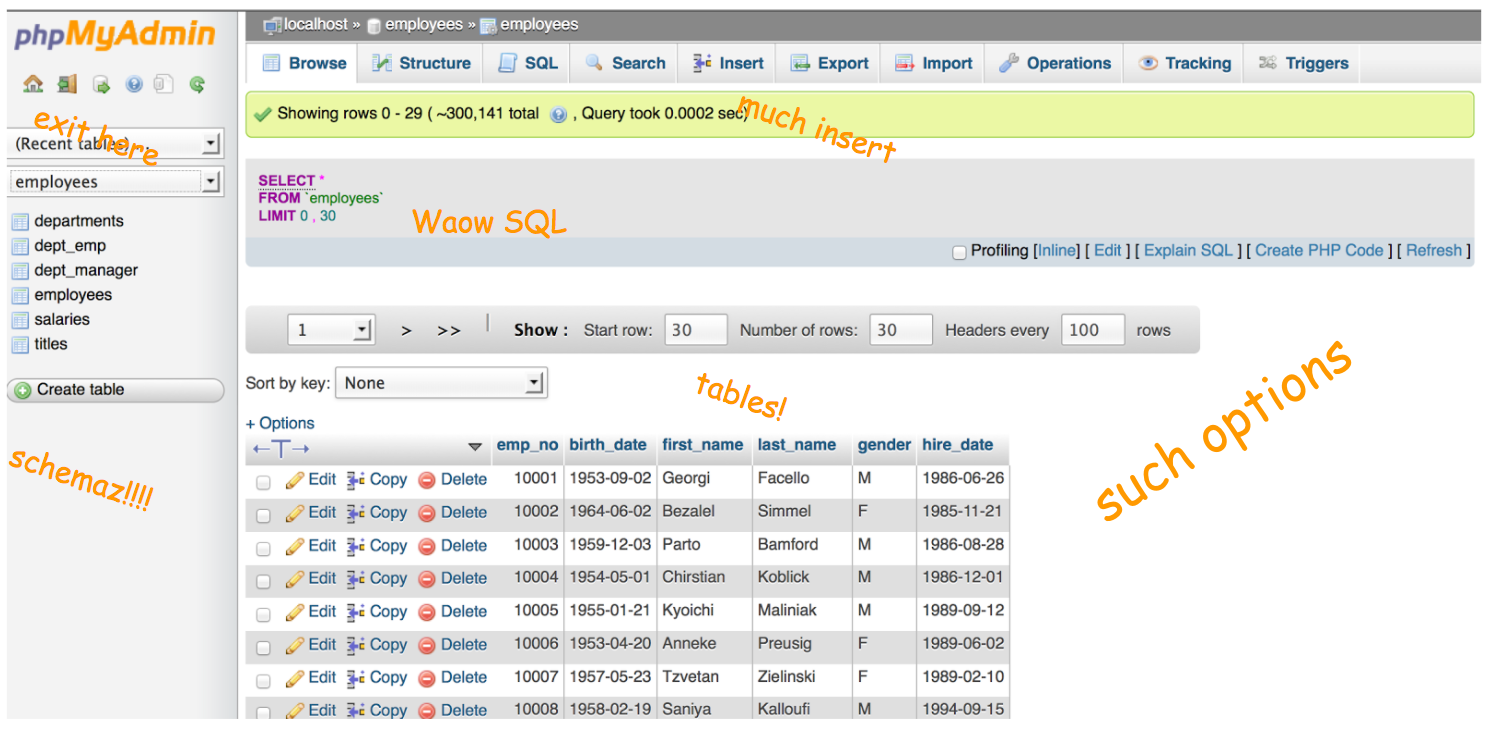 phpMyAdmin
exit here
(Recent tables) ...
employees
departments
dept_emp
dept_manager
employees
salaries
titles
Create table
schemaz!!!!
localhost » employees » employees
Browse Structure SQL Search Insert Export Import Operations Tracking Triggers
Showing rows 0 - 29 ( ~300,141 total , Query took 0.0002 sec)
much insert
SELECT *
FROM `employees`
LIMIT 0 , 30
Waow SQL
Profiling [Inline] [ Edit ] [ Explain SQL ] [ Create PHP Code ] [ Refresh ]
1 > >> | Show : Start row: 30 Number of rows: 30 Headers every 100 rows
Sort by key: None
tables!
such options
+ Options
←T→ emp_no birth_date first_name last_name gender hire_date
Edit Copy Delete 10001 1953-09-02 Georgi Facello M 1986-06-26
Edit Copy Delete 10002 1964-06-02 Bezalel Simmel F 1985-11-21
Edit Copy Delete 10003 1959-12-03 Parto Bamford M 1986-08-28
Edit Copy Delete 10004 1954-05-01 Chirstian Koblick M 1986-12-01
Edit Copy Delete 10005 1955-01-21 Kyoichi Maliniak M 1989-09-12
Edit Copy Delete 10006 1953-04-20 Anneke Preusig F 1989-06-02
Edit Copy Delete 10007 1957-05-23 Tzvetan Zielinski F 1989-02-10
Edit Copy Delete 10008 1958-02-19 Saniya Kalloufi M 1994-09-15